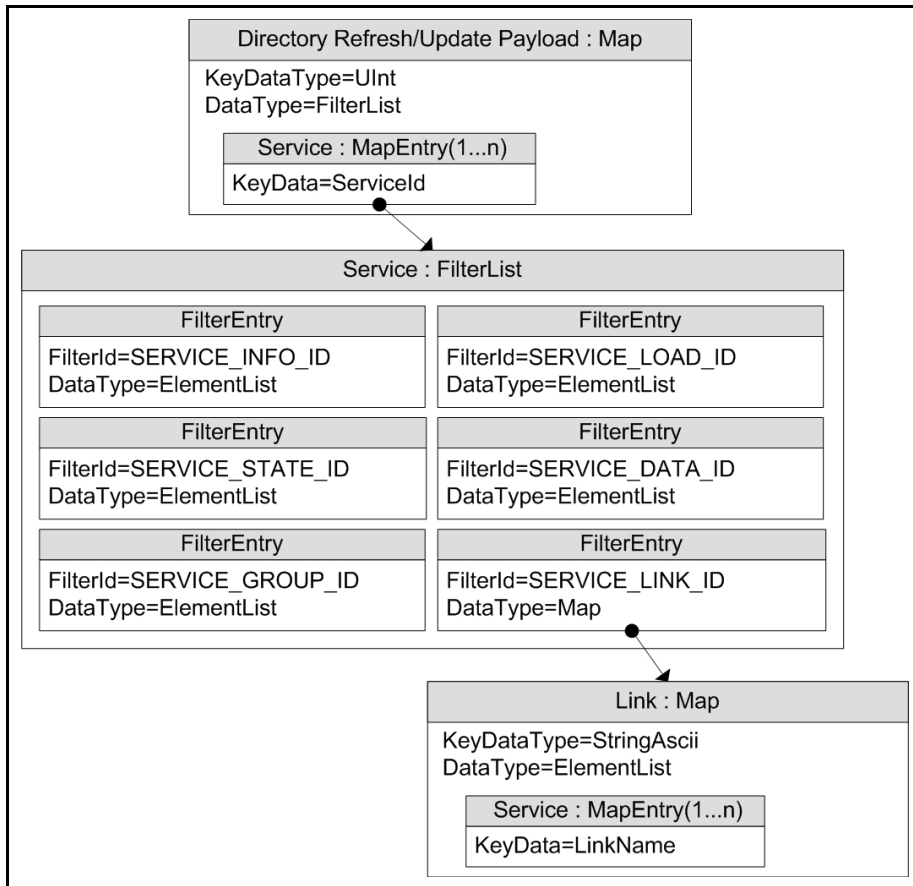 Directory Refresh/Update Payload : Map
KeyDataType=UInt
DataType=FilterList
Service : MapEntry(1...n)
KeyData=ServiceId
Service : FilterList
FilterEntry
FilterId=SERVICE_INFO_ID
DataType=ElementList
FilterEntry
FilterId=SERVICE_LOAD_ID
DataType=ElementList
FilterEntry
FilterId=SERVICE_STATE_ID
DataType=ElementList
FilterEntry
FilterId=SERVICE_DATA_ID
DataType=ElementList
FilterEntry
FilterId=SERVICE_GROUP_ID
DataType=ElementList
FilterEntry
FilterId=SERVICE_LINK_ID
DataType=Map
Link : Map
KeyDataType=StringAscii
DataType=ElementList
Service : MapEntry(1...n)
KeyData=LinkName